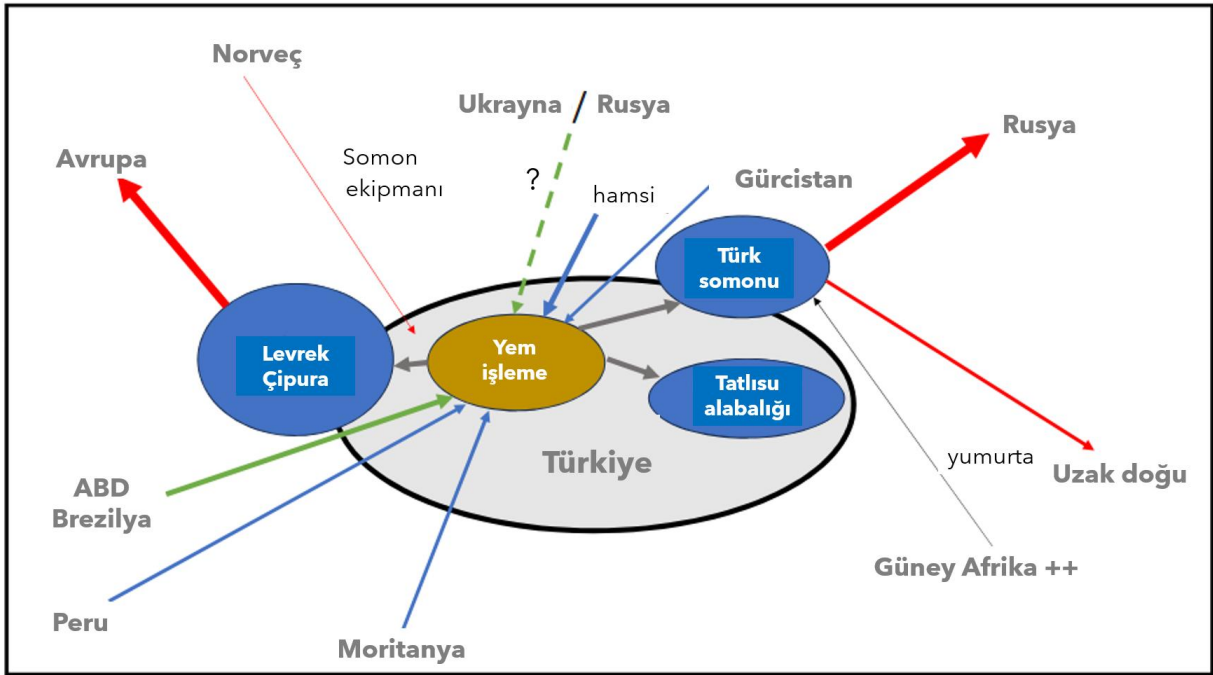 Norveç
Ukrayna / Rusya
Rusya
Avrupa
Somon
ekipmanı
?
hamsi
Gürcistan
Türk
somonu
Levrek
Çipura
Yem
işleme
Tatlısu
alabalığı
Türkiye
yumurta
Uzak doğu
ABD
Brezilya
Güney Afrika ++
Peru
Moritanya